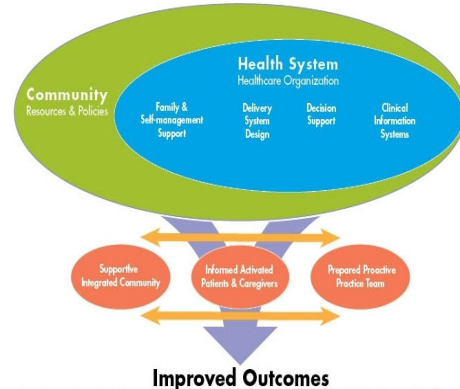 Health System
Healthcare Organization
Community
Resources & Policies
Family &
Self-management
Support
Delivery
System
Design
Decision
Support
Clinical
Information
Systems
Supportive
Integrated Community
Informed Activated
Patients & Caregivers
Prepared Proactive
Practice Team
Improved Outcomes